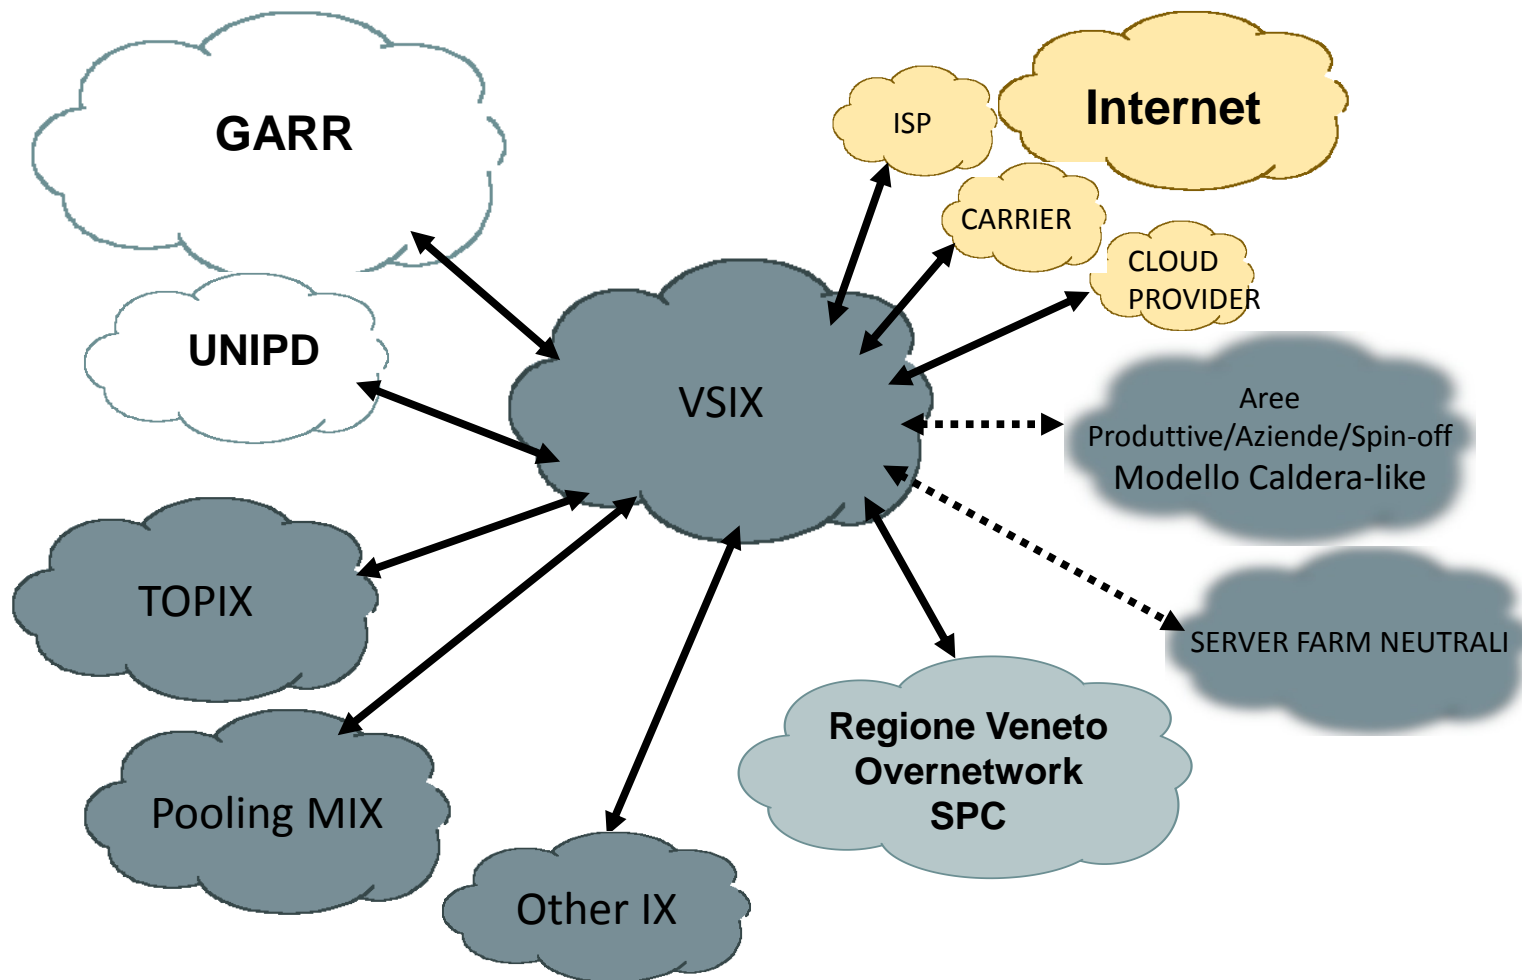 GARR
Internet
ISP
CARRIER
CLOUD
PROVIDER
UNIPD
VSIX
Aree
Produttive/Aziende/Spin-off
Modello Caldera-like
TOPIX
SERVER FARM NEUTRALI
Regione Veneto
Overnetwork
SPC
Pooling MIX
Other IX